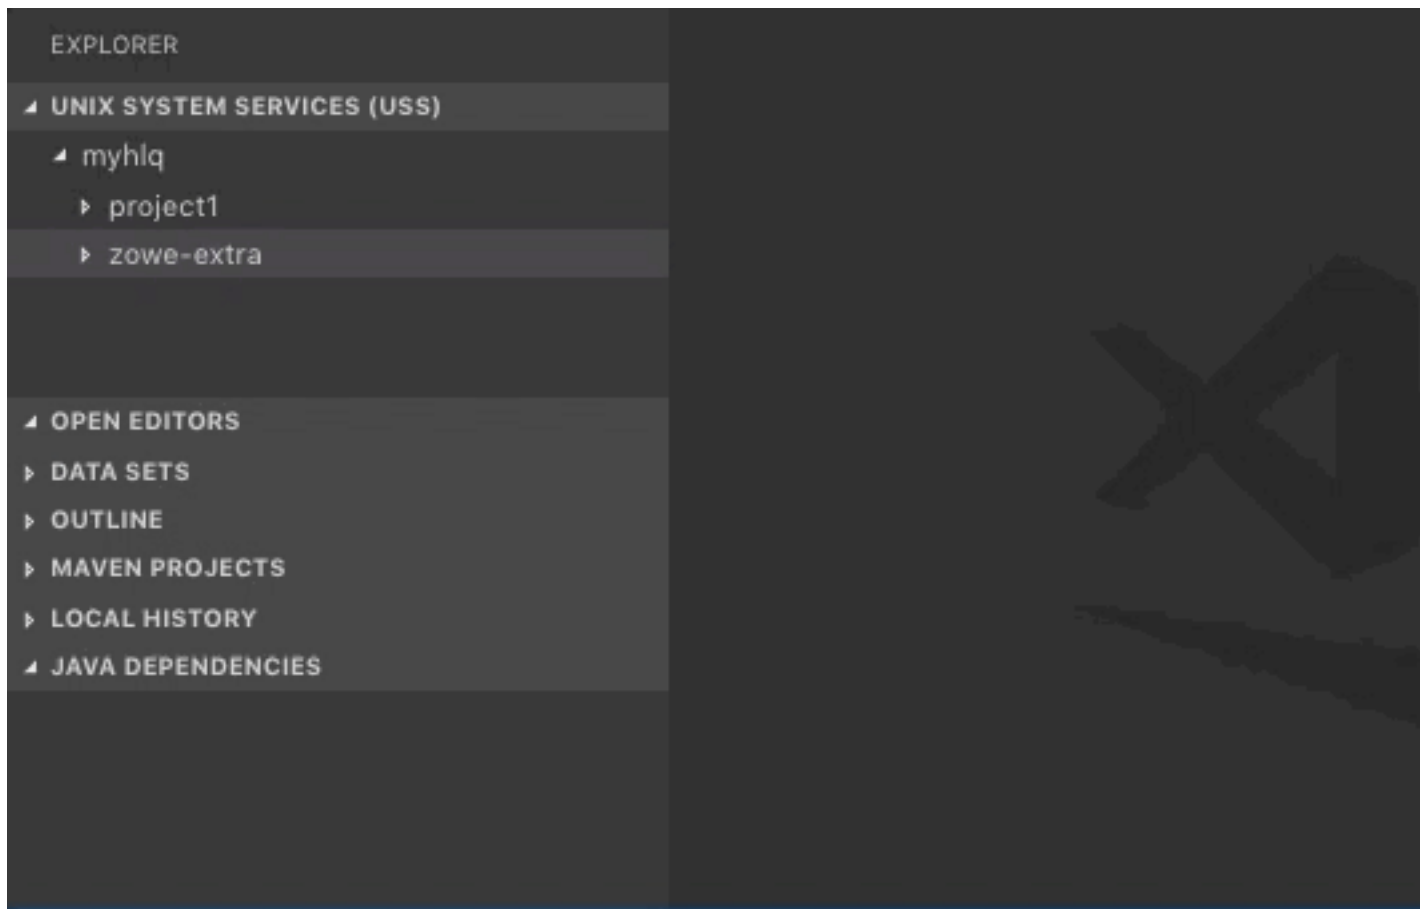 EXPLORER
UNIX SYSTEM SERVICES (USS)
myhlq
project1
zowe-extra
OPEN EDITORS
DATA SETS
OUTLINE
MAVEN PROJECTS
LOCAL HISTORY
JAVA DEPENDENCIES